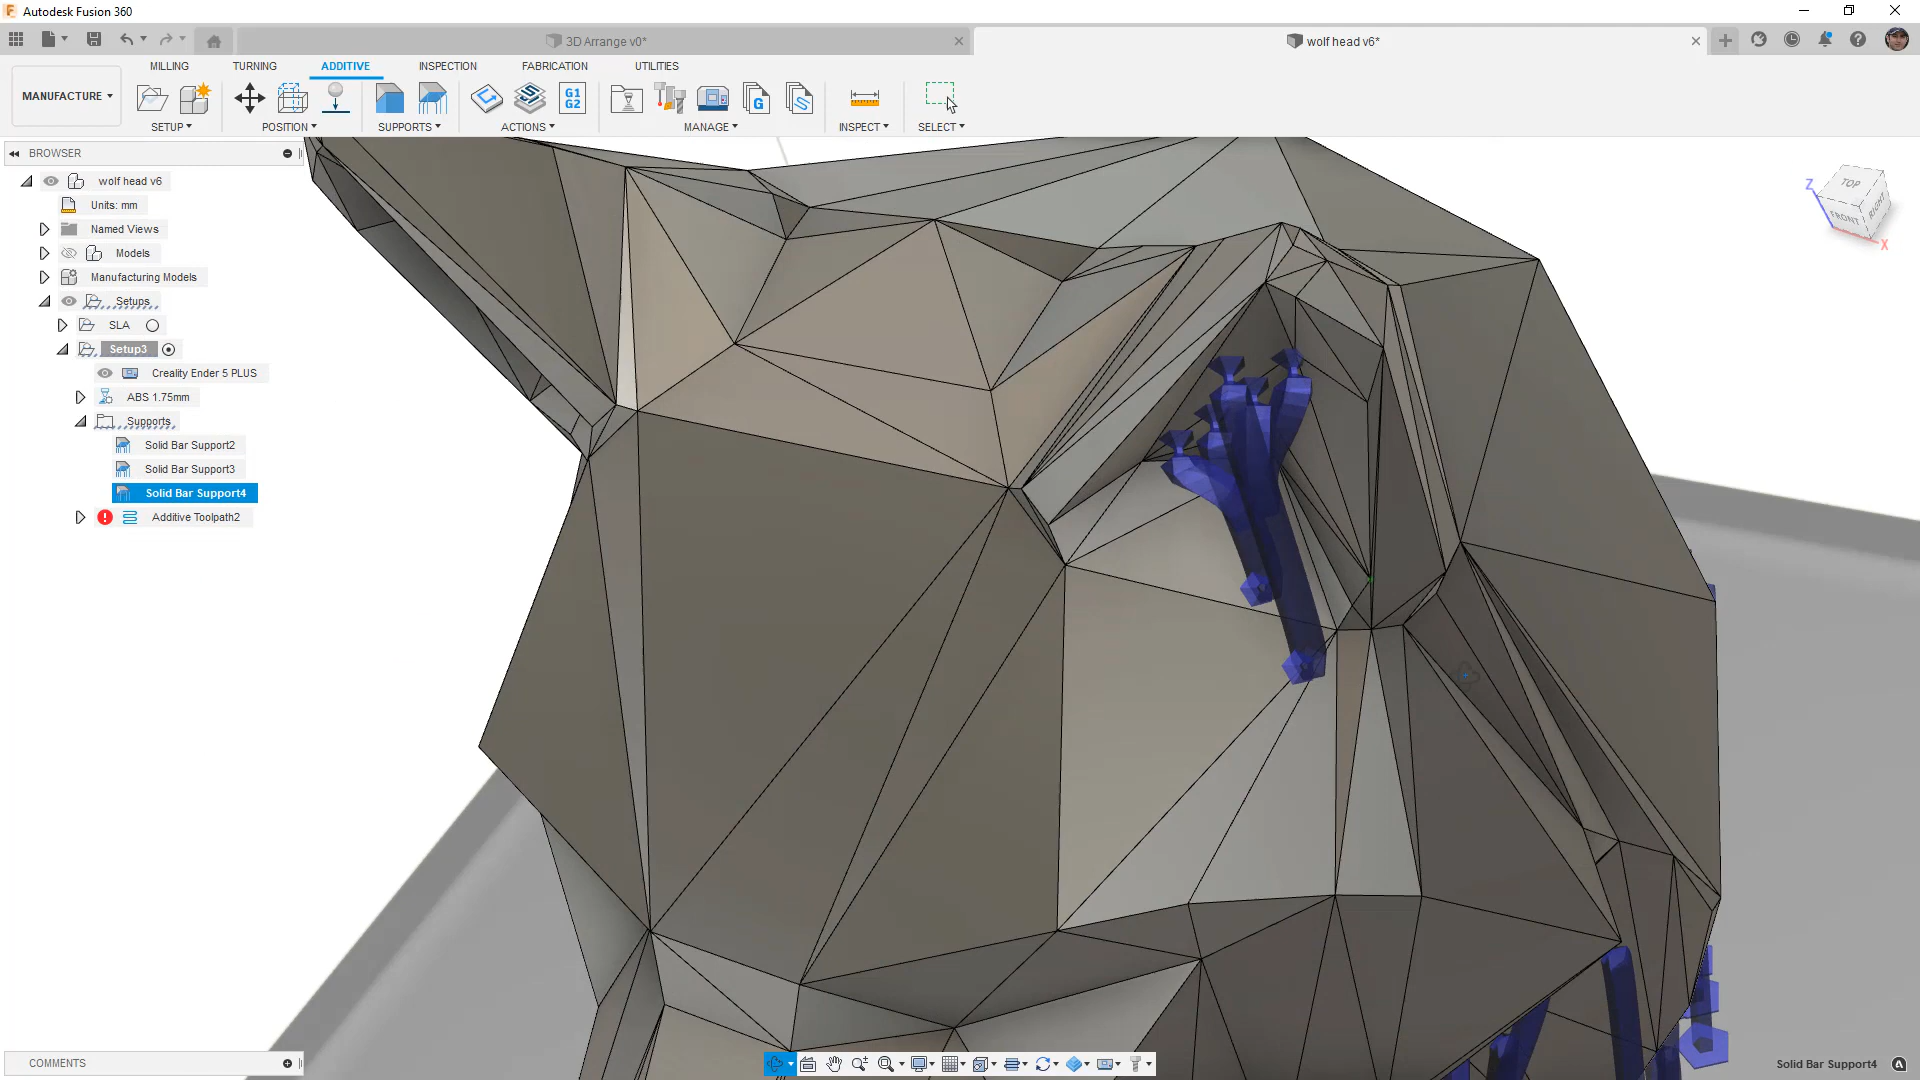 Autodesk Fusion 360
3D Arrange v0*
wolf head v6*
MANUFACTURE
MILLING
TURNING
ADDITIVE
INSPECTION
FABRICATION
UTILITIES
G1
G2
G
S
SETUP
POSITION
SUPPORTS
ACTIONS
MANAGE
INSPECT
SELECT
BROWSER
wolf head v6
Units: mm
Named Views
Models
Manufacturing Models
Setups
SLA
Setup3
Creality Ender 5 PLUS
ABS 1.75mm
Supports
Solid Bar Support2
Solid Bar Support3
Solid Bar Support4
Additive Toolpath2
Z
TOP
FRONT
RIGHT
X
COMMENTS
Solid Bar Support4